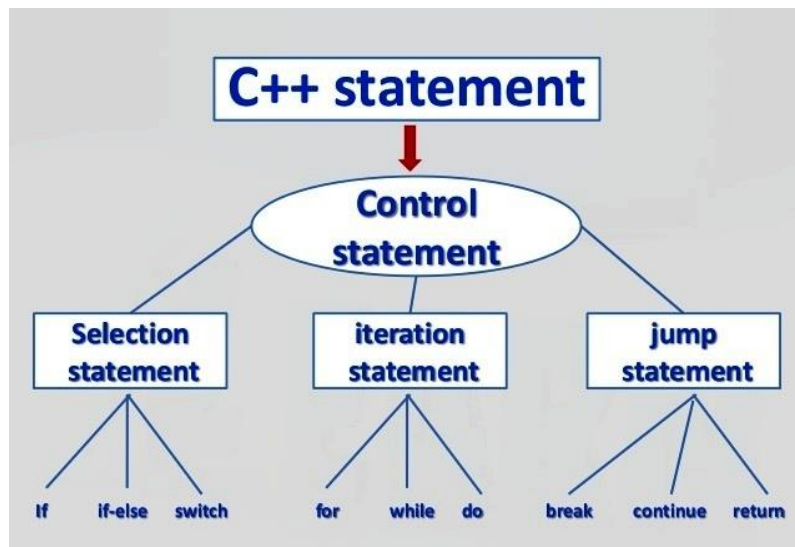 C++ statement
Control
statement
Selection
statement
iteration
statement
jump
statement
If if-else switch
for while do
break continue return